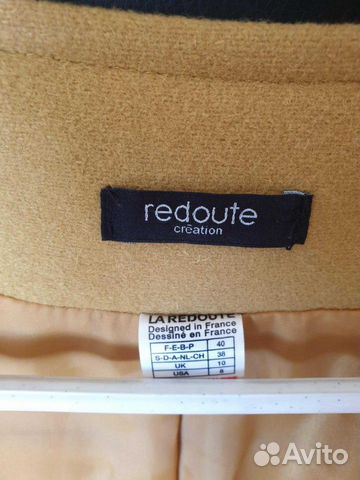 redoute
création
LA REDOUTE
Designed in France
Dessiné en France
F-E-B-P 40
S-D-A-NL-CH 38
UK 10
USA 8
Avito